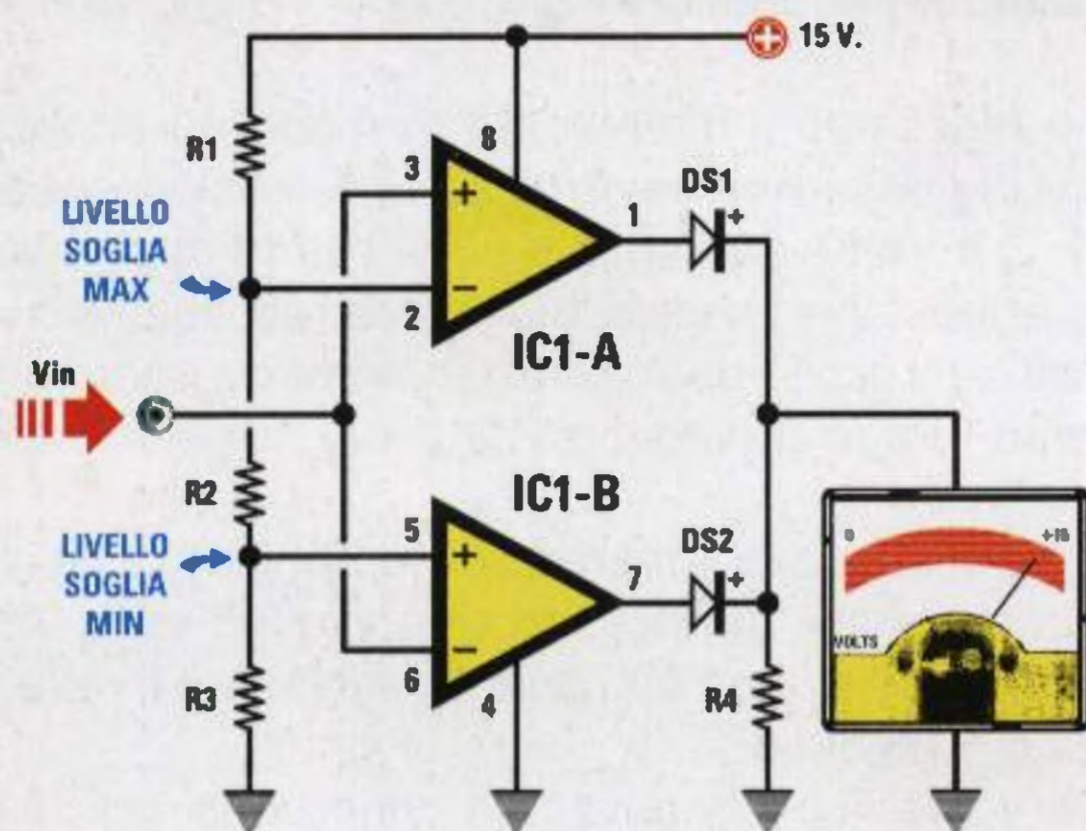 15 V.
R1
8
3
+
DS1
+
1
LIVELLO
SOGLIA
MAX
−
2
IC1-A
Vin
R2
IC1-B
5
+
DS2
+
7
0
+15
LIVELLO
SOGLIA
MIN
−
6
4
VOLTS
R3
R4